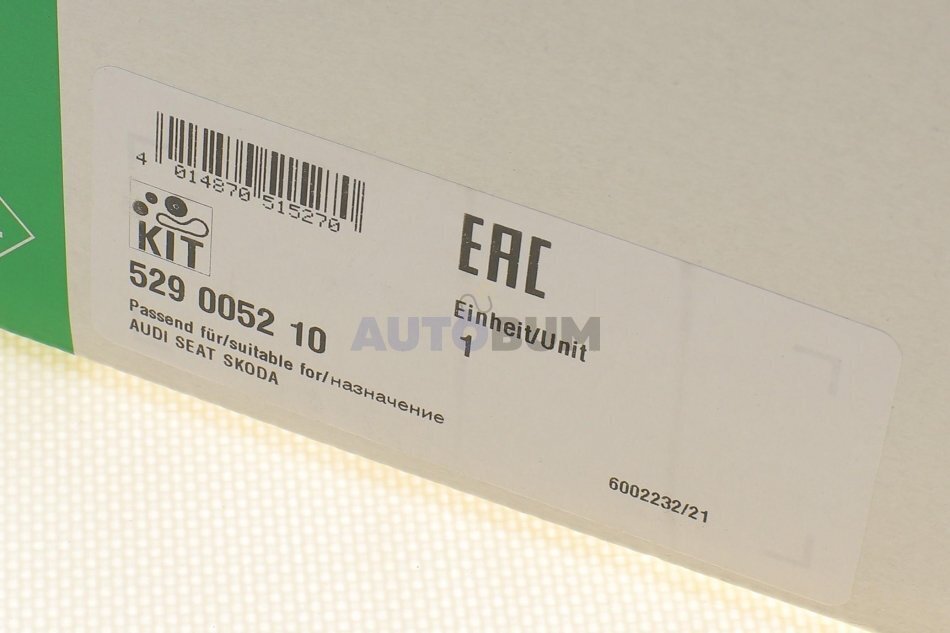 4 014870 515270
KIT
529 0052 10
Passend für/suitable for/назначение
AUDI SEAT SKODA
EAC
Einheit/Unit
1
AUTOBUM
6002232/21